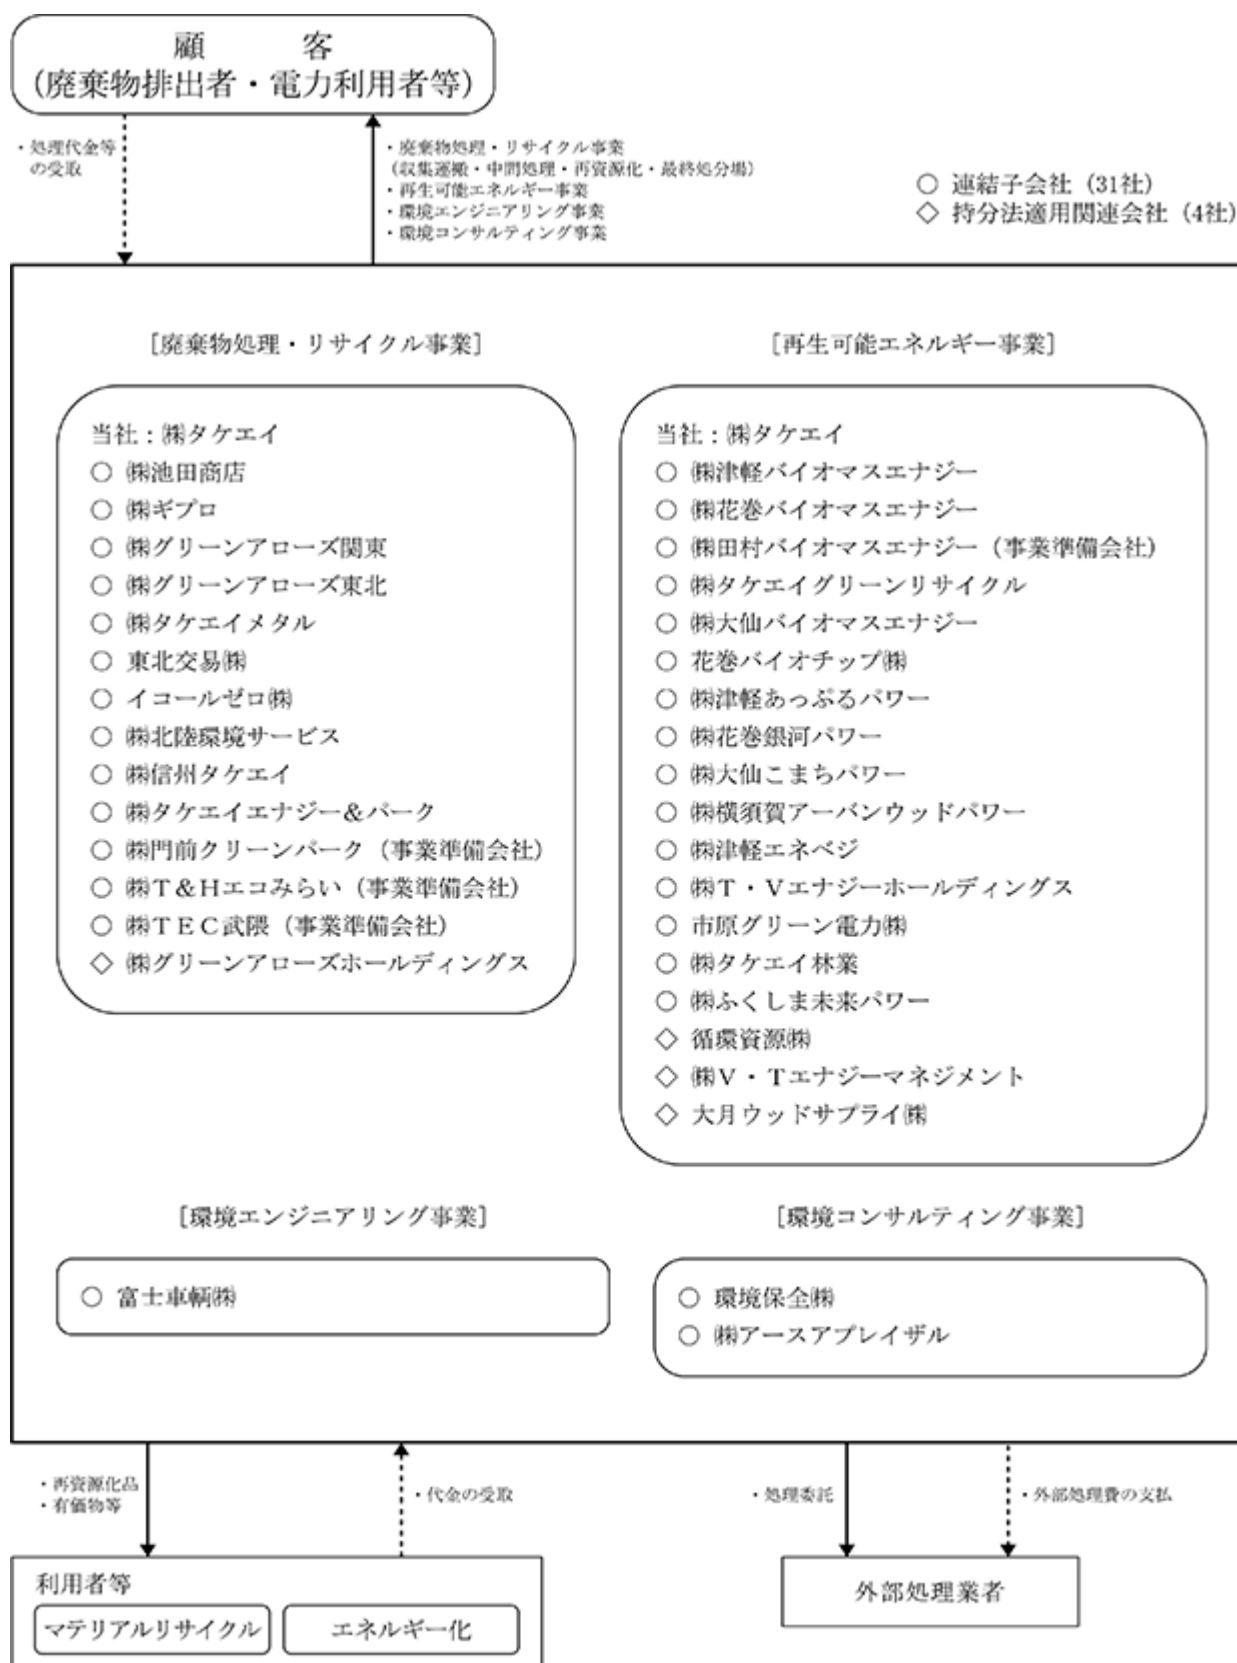 顧　　　客
(廃棄物排出者・電力利用者等)
・処理代金等
の受取
・廃棄物処理・リサイクル事業
（収集運搬・中間処理・再資源化・最終処分場）
・再生可能エネルギー事業
・環境エンジニアリング事業
・環境コンサルティング事業
○ 連結子会社（31社）
◇ 持分法適用関連会社（4社）
［廃棄物処理・リサイクル事業］
当社：㈱タケエイ
○ ㈱池田商店
○ ㈱ギプロ
○ ㈱グリーンアローズ関東
○ ㈱グリーンアローズ東北
○ ㈱タケエイメタル
○ 東北交易㈱
○ イコールゼロ㈱
○ ㈱北陸環境サービス
○ ㈱信州タケエイ
○ ㈱タケエイエナジー＆パーク
○ ㈱門前クリーンパーク（事業準備会社）
○ ㈱Ｔ＆Ｈエコみらい（事業準備会社）
○ ㈱ＴＥＣ武隈（事業準備会社）
◇ ㈱グリーンアローズホールディングス
［再生可能エネルギー事業］
当社：㈱タケエイ
○ ㈱津軽バイオマスエナジー
○ ㈱花巻バイオマスエナジー
○ ㈱田村バイオマスエナジー（事業準備会社）
○ ㈱タケエイグリーンリサイクル
○ ㈱大仙バイオマスエナジー
○ 花巻バイオチップ㈱
○ ㈱津軽あっぷるパワー
○ ㈱花巻銀河パワー
○ ㈱大仙こまちパワー
○ ㈱横須賀アーバンウッドパワー
○ ㈱津軽エネベジ
○ ㈱Ｔ・Ｖエナジーホールディングス
○ 市原グリーン電力㈱
○ ㈱タケエイ林業
○ ㈱ふくしま未来パワー
◇ 循環資源㈱
◇ ㈱Ｖ・Ｔエナジーマネジメント
◇ 大月ウッドサプライ㈱
［環境エンジニアリング事業］
○ 富士車輌㈱
［環境コンサルティング事業］
○ 環境保全㈱
○ ㈱アースアプレイザル
・再資源化品
・有価物等
・代金の受取
・処理委託
・外部処理費の支払
利用者等
マテリアルリサイクル
エネルギー化
外部処理業者